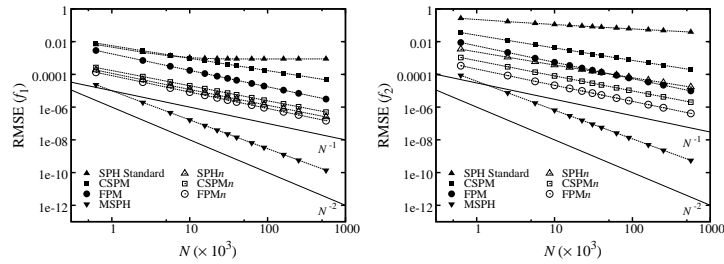 1
0.01
0.0001
1e-06
1e-08
1e-10
1e-12
RMSE (f1)
SPH Standard
CSPM
FPM
MSPH
SPHn
CSPMn
FPMn
N^-1
N^-2
1 10 100 1000
N (× 10^3)
1
0.01
0.0001
1e-06
1e-08
1e-10
1e-12
RMSE (f2)
SPH Standard
CSPM
FPM
MSPH
SPHn
CSPMn
FPMn
N^-1
N^-2
1 10 100 1000
N (× 10^3)